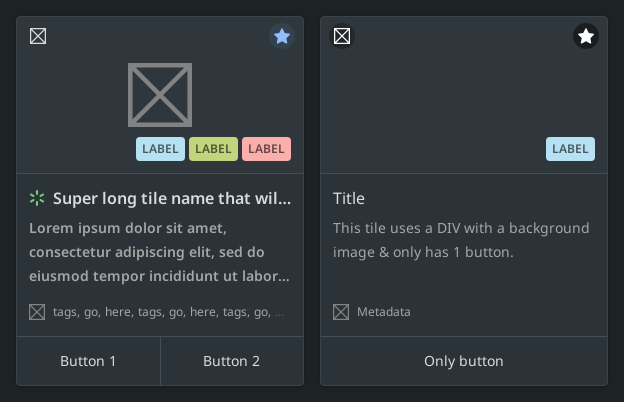 LABEL LABEL LABEL
Super long tile name that wil...
Lorem ipsum dolor sit amet,
consectetur adipiscing elit, sed do
eiusmod tempor incididunt ut labor...
tags, go, here, tags, go, here, tags, go, ...
Button 1 Button 2
LABEL
Title
This tile uses a DIV with a background
image & only has 1 button.
Metadata
Only button